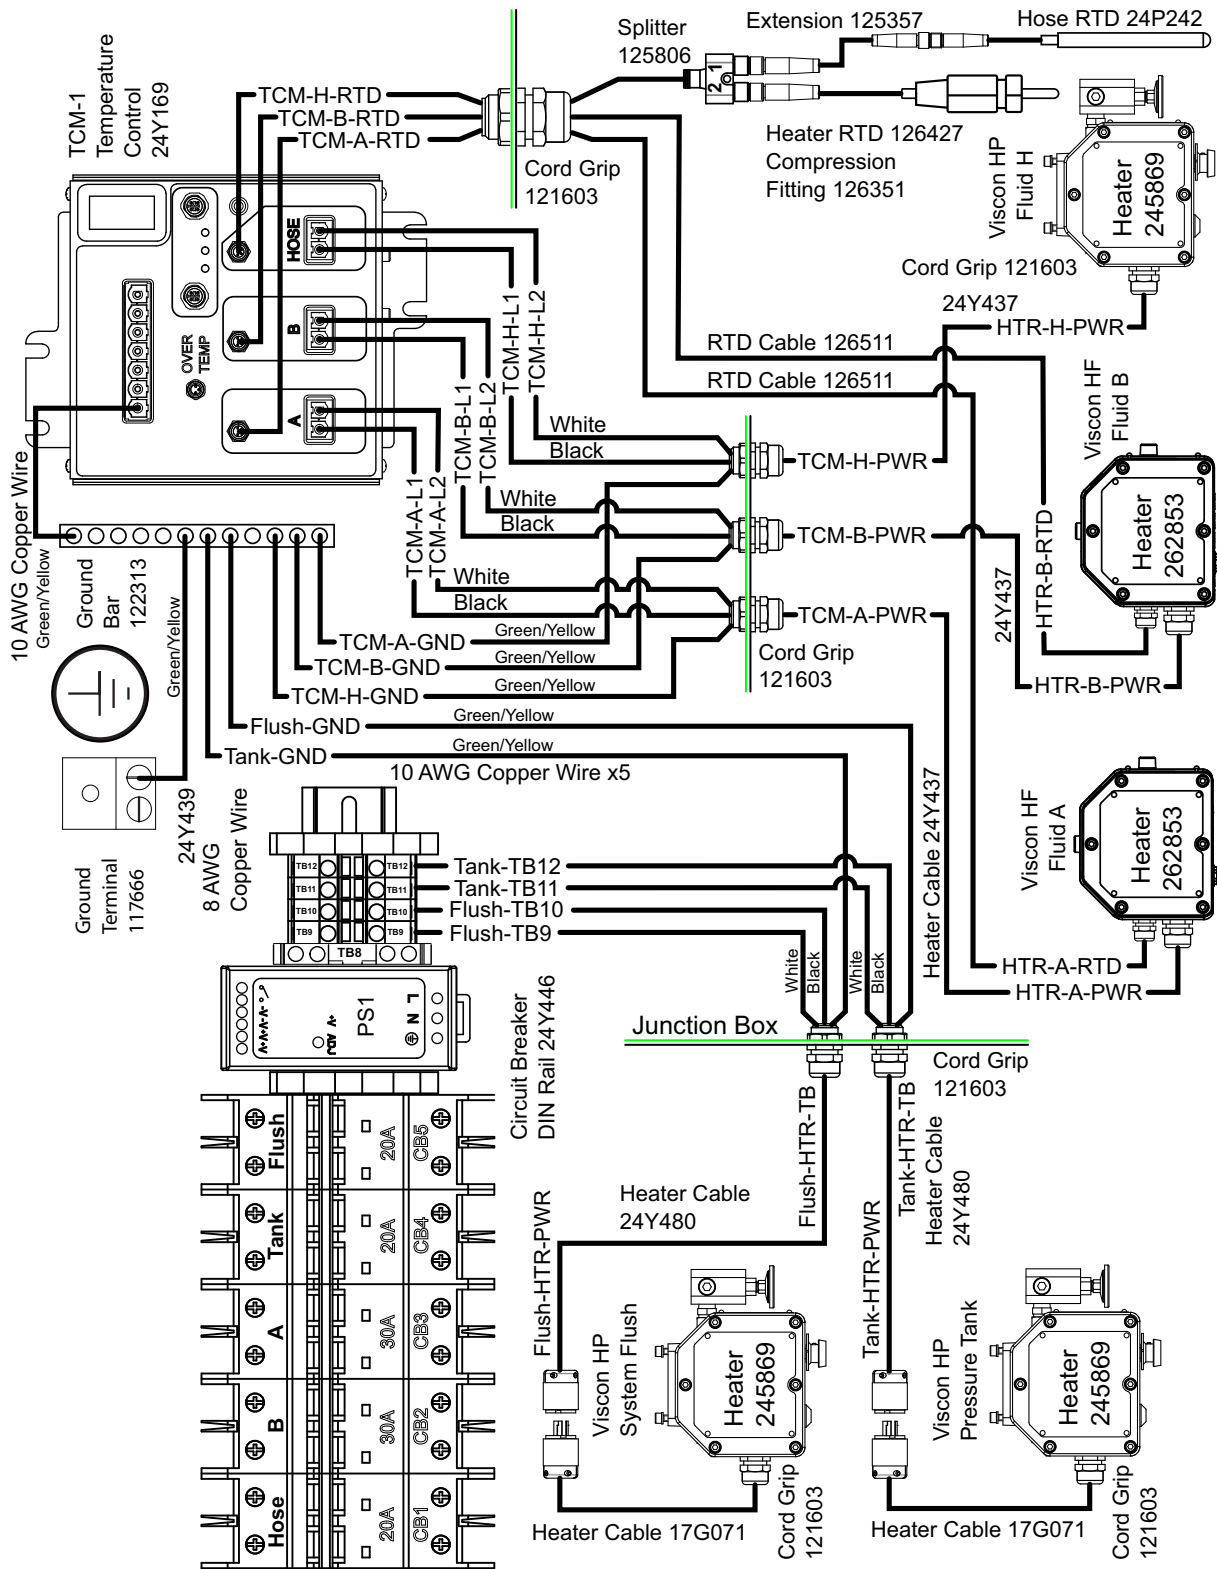 TCM-1
Temperature
Control
24Y169
TCM-H-RTD
TCM-B-RTD
TCM-A-RTD
Cord Grip
121603
Splitter
125806
1
2
Extension 125357
Hose RTD 24P242
Heater RTD 126427
Compression
Fitting 126351
Viscon HP
Fluid H
Heater
245869
Cord Grip 121603
24Y437
HTR-H-PWR
HOSE
B
A
OVER
TEMP
TCM-H-L1
TCM-H-L2
TCM-B-L1
TCM-B-L2
TCM-A-L1
TCM-A-L2
RTD Cable 126511
RTD Cable 126511
White
Black
TCM-H-PWR
White
Black
TCM-B-PWR
White
Black
TCM-A-PWR
Cord Grip
121603
Viscon HF
Fluid B
Heater
262853
HTR-B-RTD
24Y437
HTR-B-PWR
10 AWG Copper Wire
Green/Yellow
Ground
Bar
122313
Green/Yellow
TCM-A-GND
Green/Yellow
TCM-B-GND
Green/Yellow
TCM-H-GND
Green/Yellow
Flush-GND
Green/Yellow
Tank-GND
Green/Yellow
10 AWG Copper Wire x5
Ground
Terminal
117666
24Y439
8 AWG
Copper Wire
Heater Cable 24Y437
Viscon HF
Fluid A
Heater
262853
HTR-A-RTD
HTR-A-PWR
TB12
TB12
Tank-TB12
TB11
TB11
Tank-TB11
TB10
TB10
Flush-TB10
TB9
TB9
Flush-TB9
TB8
White
Black
White
Black
-V-V+V+V
+V ADJ
PS1
L
N
Circuit Breaker
DIN Rail 24Y446
Junction Box
Cord Grip
121603
Flush-HTR-TB
Tank-HTR-TB
Heater Cable
24Y480
Heater Cable
24Y480
Flush-HTR-PWR
Tank-HTR-PWR
Flush
20A
CB5
Tank
20A
CB4
A
30A
CB3
B
30A
CB2
Hose
20A
CB1
Viscon HP
System Flush
Heater
245869
Heater Cable 17G071
Cord Grip
121603
Viscon HP
Pressure Tank
Heater
245869
Heater Cable 17G071
Cord Grip
121603